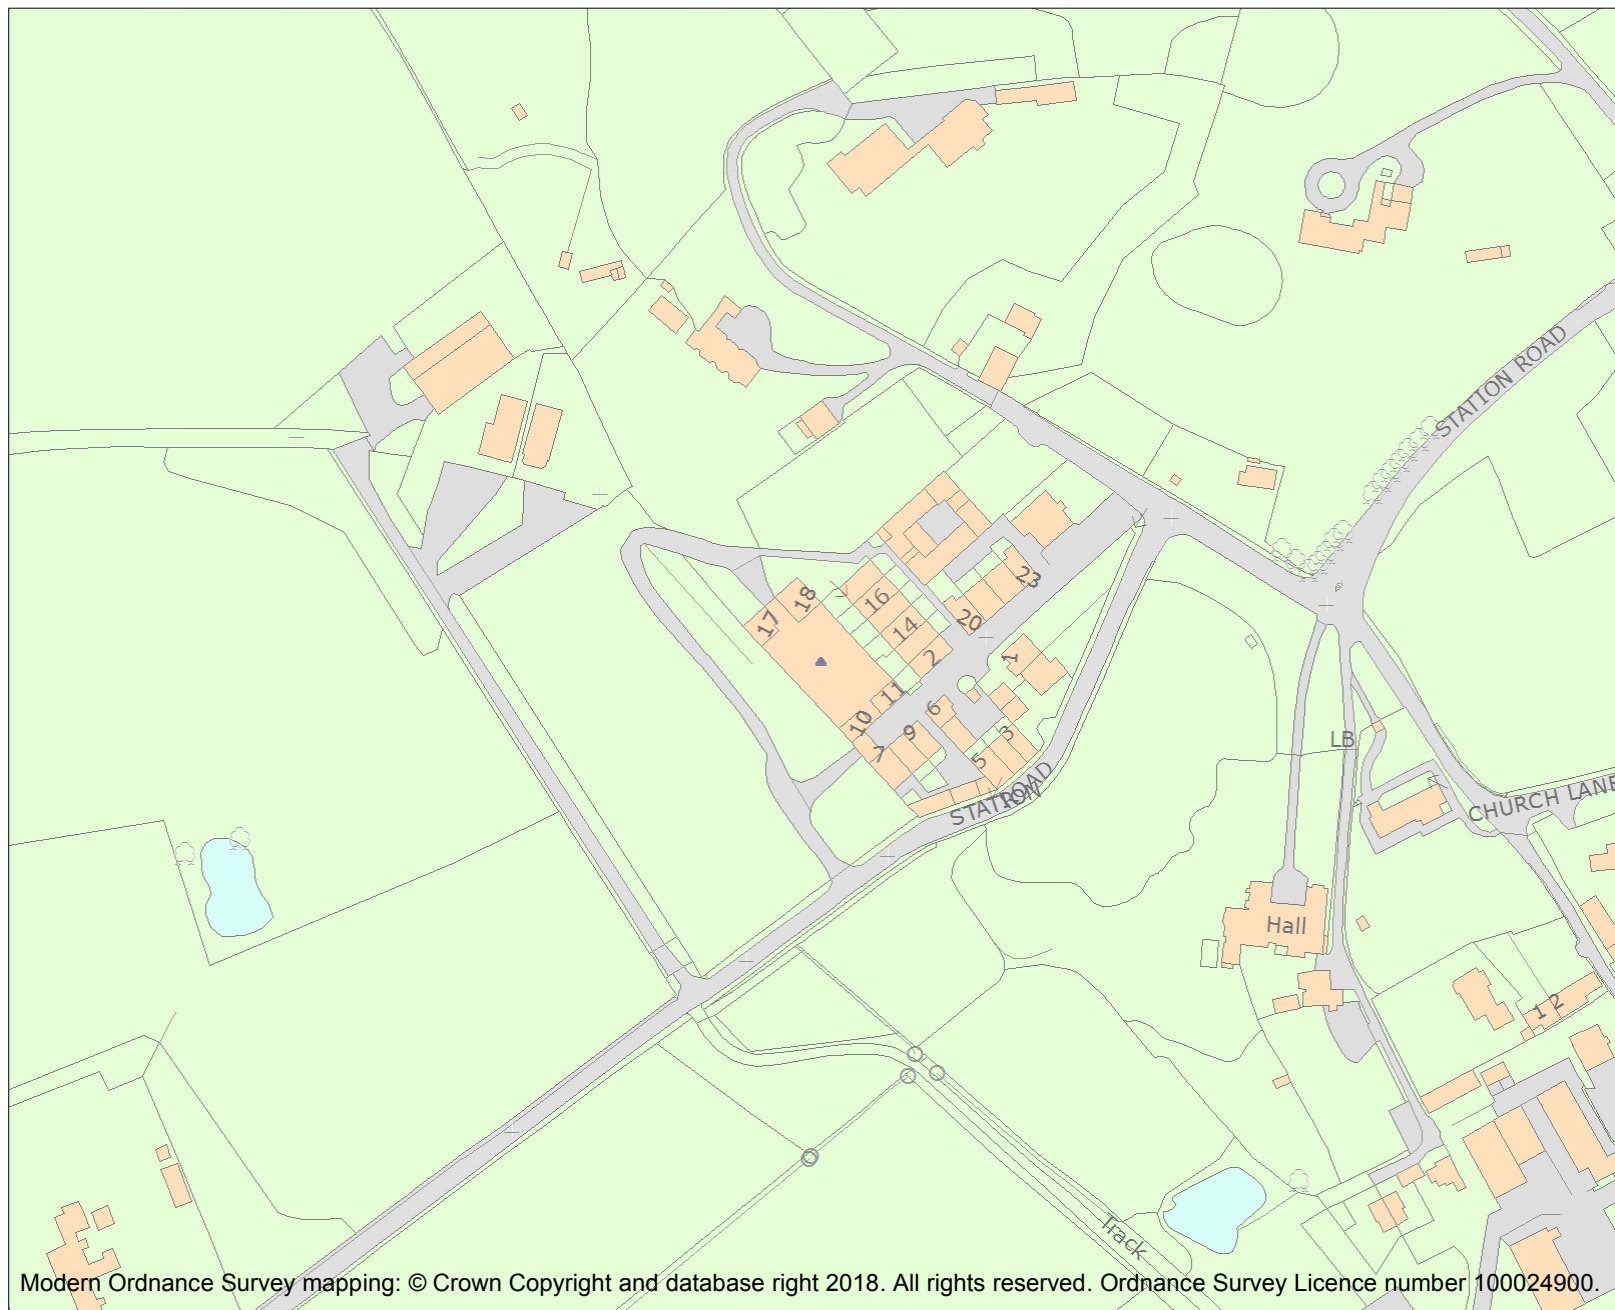 STATION ROAD
23
18
17
16
14
20
2
1
11
6
10
9
7
3
5
STATION
ROAD
LB
CHURCH LANE
Hall
1 2
Track
Modern Ordnance Survey mapping: © Crown Copyright and database right 2018. All rights reserved. Ordnance Survey Licence number 100024900.